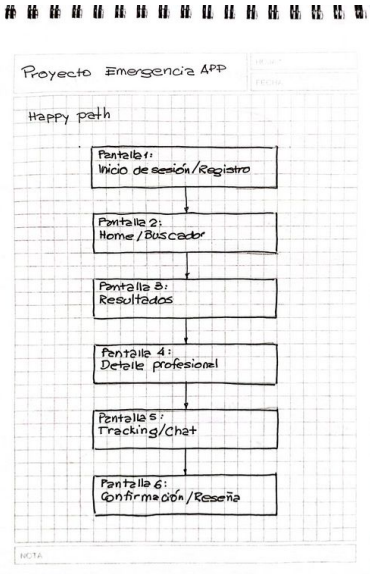 Proyecto Emergencia APP
FECHA
Happy path
Pantalla 1:
Inicio de sesión/Registro
Pantalla 2:
Home/Buscador
Pantalla 3:
Resultados
Pantalla 4:
Detalle profesional
Pantalla 5:
Tracking/Chat
Pantalla 6:
Confirmación/Reseña
NOTA